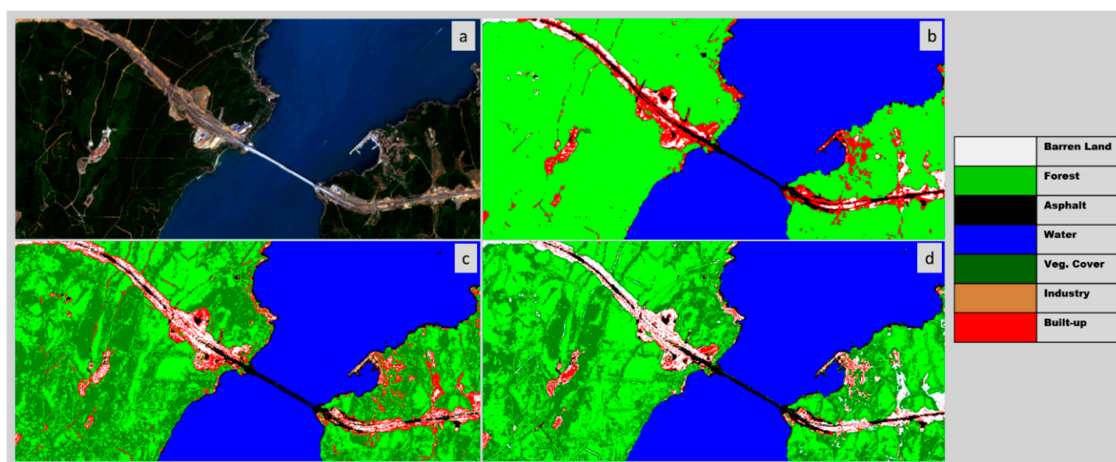 a
b
c
d
Barren Land
Forest
Asphalt
Water
Veg. Cover
Industry
Built-up